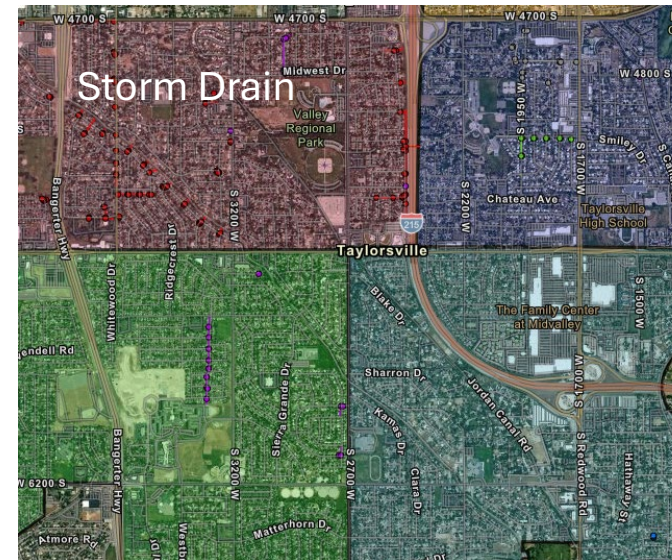 W 4700 S
W 4700 S
Storm Drain
Midwest Dr
W 4800 S
S 1950 W
Valley
Regional
Park
Smiley Dr
S 1700 W
Bangerter Hwy
S 3200 W
S 2200 W
Chateau Ave
215
Taylorsville
High School
Ridgecrest Dr
Taylorsville
Whitewood Dr
Blake Dr
The Family Center
at Midvalley
S 1500 W
endell Rd
Sharron Dr
Sierra Grande Dr
Jordan Canal Rd
S 1700 W
Kamas Dr
Bangerter Hwy
S 3200 W
S 2700 W
Clara Dr
S Redwood Rd
Hathaway St
W 6200 S
Matterhorn Dr
Atmore Rd
Westb